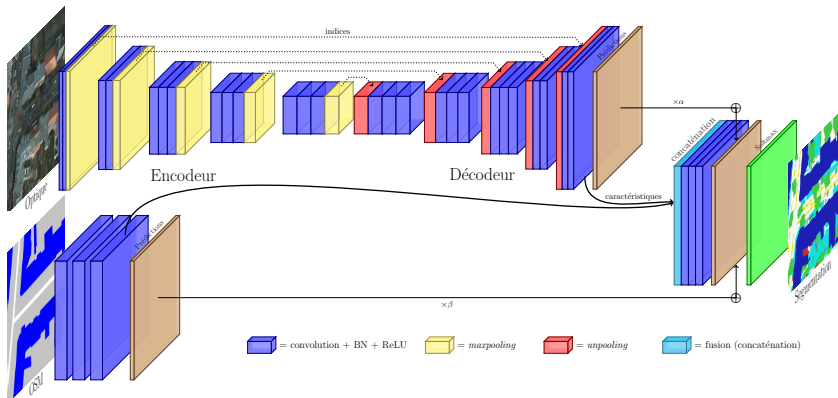 indices
Prédictions
×α
concaténation
Softmax
Optique
Encodeur
Décodeur
caractéristiques
Prédictions
×β
Segmentation
OSM
= convolution + BN + ReLU
= maxpooling
= unpooling
= fusion (concaténation)